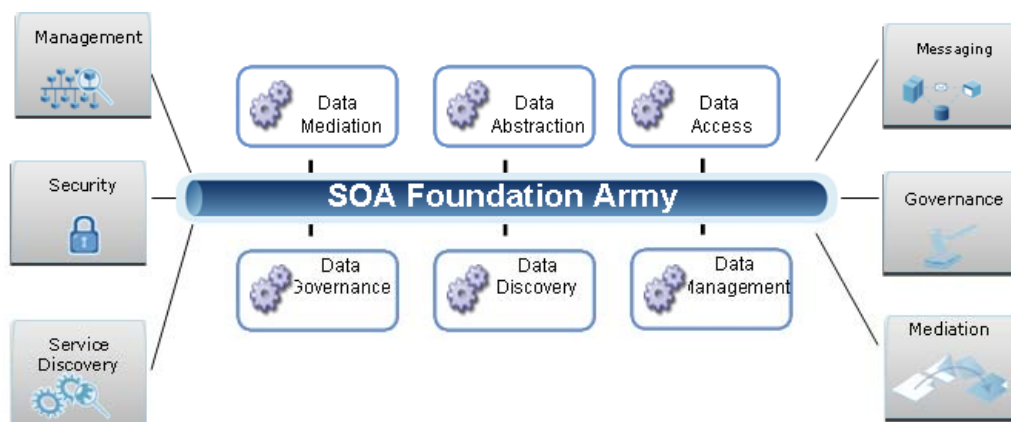 Management
Messaging
Data
Mediation
Data
Abstraction
Data
Access
Security
SOA Foundation Army
Governance
Data
Governance
Data
Discovery
Data
Management
Service
Discovery
Mediation